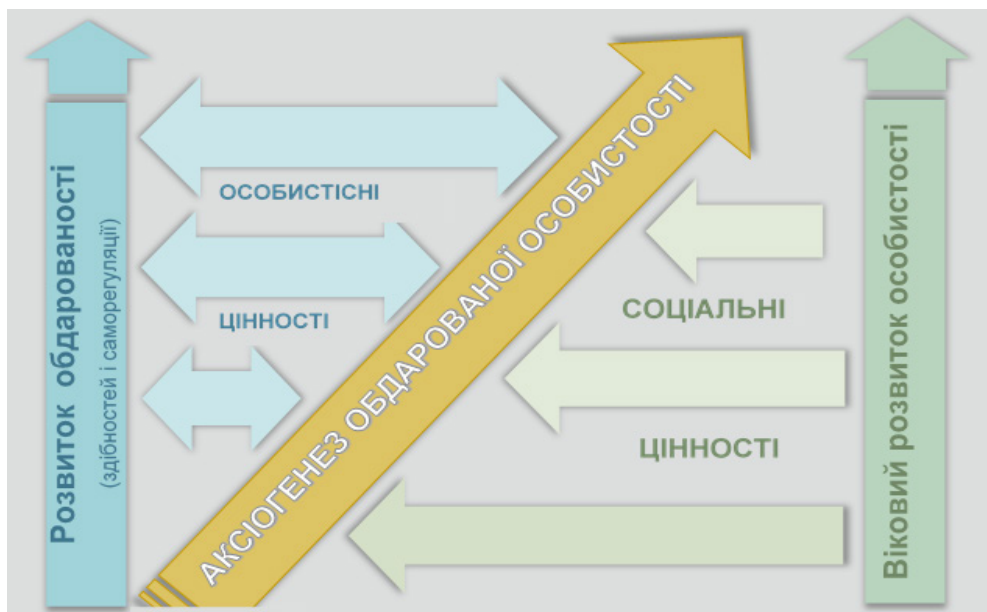 Розвиток обдарованості
(здібностей і саморегуляції)
ОСОБИСТІСНІ
ЦІННОСТІ
АКСІОГЕНЕЗ ОБДАРОВАНОЇ ОСОБИСТОСТІ
СОЦІАЛЬНІ
ЦІННОСТІ
Віковий розвиток особистості